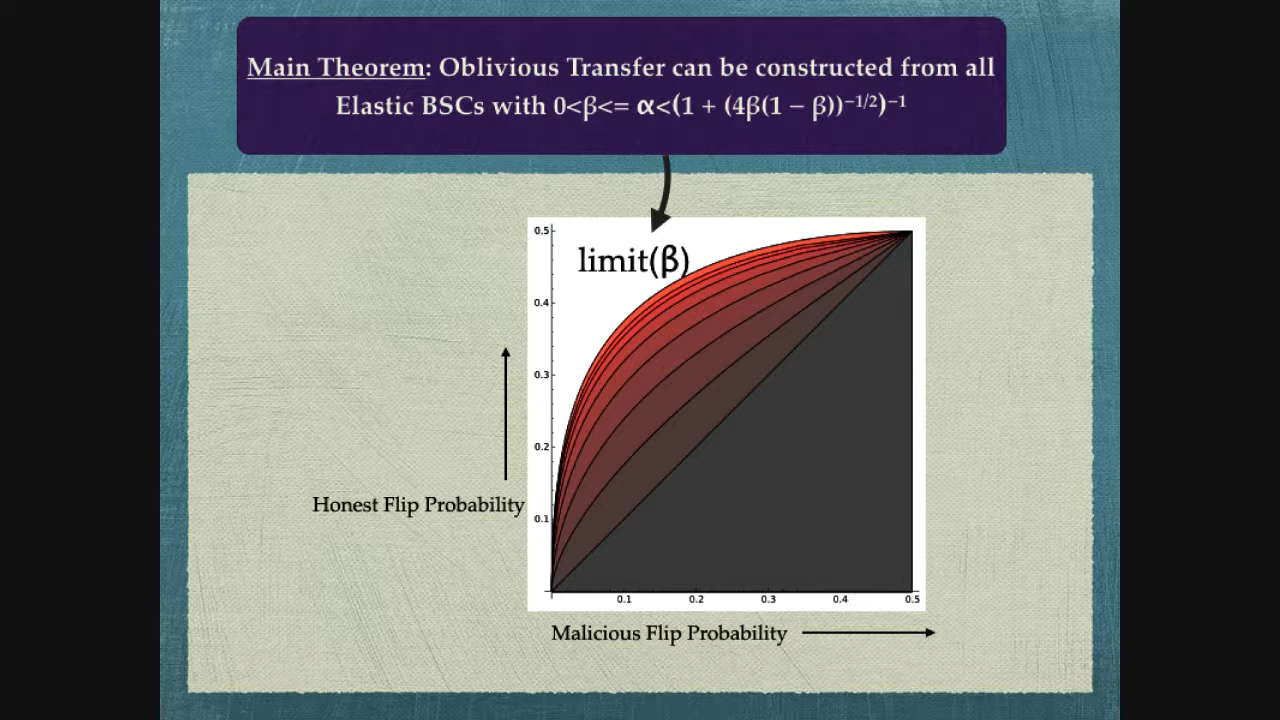 Main Theorem: Oblivious Transfer can be constructed from all
Elastic BSCs with 0<β<= α<(1 + (4β(1 − β))⁻¹/²)⁻¹
limit(β)
0.5
0.4
0.3
0.2
0.1
Honest Flip Probability
0.1 0.2 0.3 0.4 0.5
Malicious Flip Probability